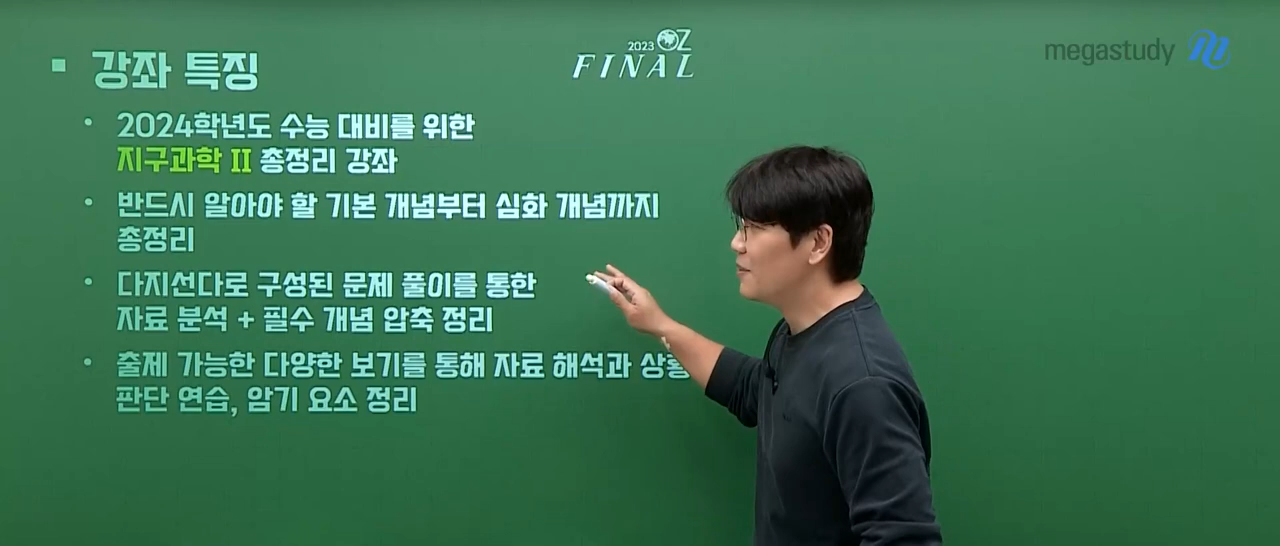 2023 OZ
FINAL
megastudy
강좌 특징
2024학년도 수능 대비를 위한
지구과학 II 총정리 강좌
반드시 알아야 할 기본 개념부터 심화 개념까지
총정리
다지선다로 구성된 문제 풀이를 통한
자료 분석 + 필수 개념 압축 정리
출제 가능한 다양한 보기를 통해 자료 해석과 상황
판단 연습, 암기 요소 정리